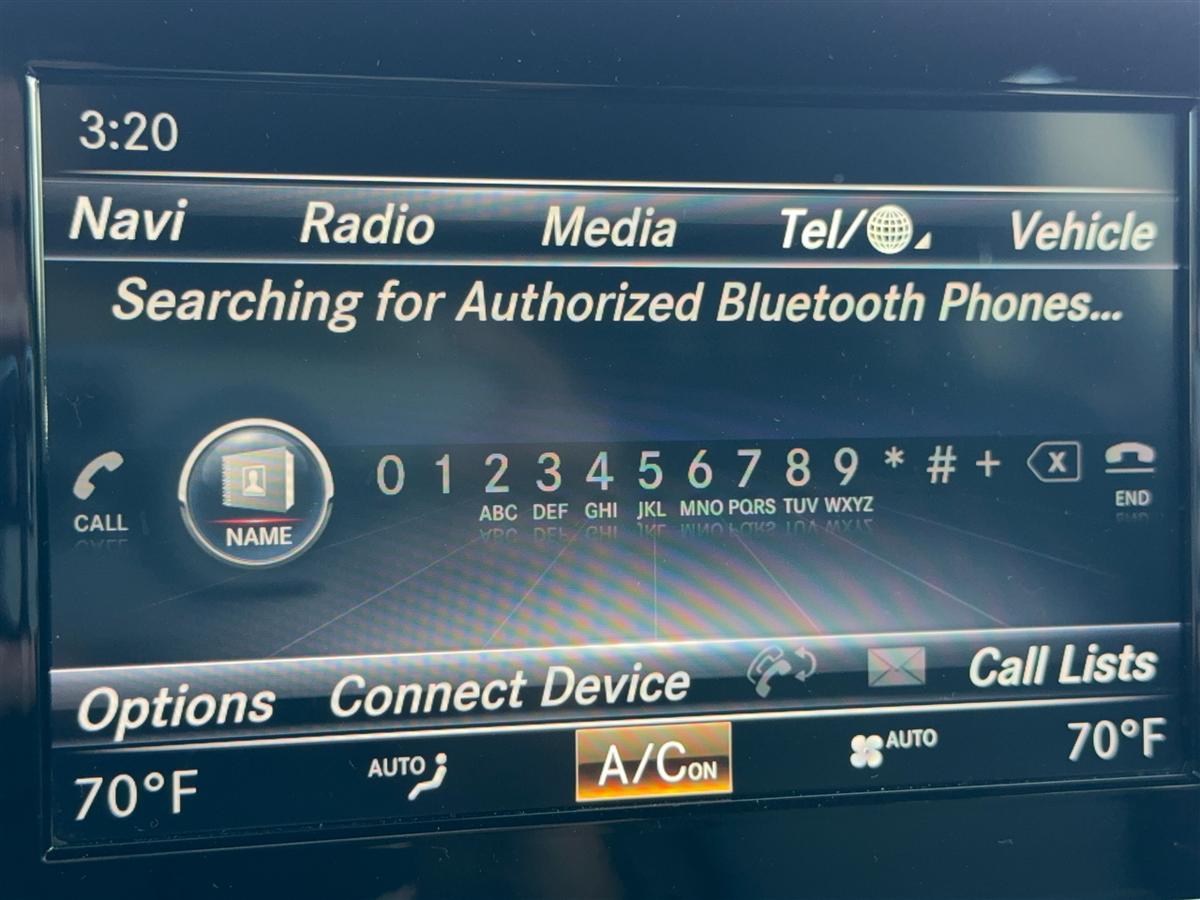 3:20
Navi Radio Media Tel/ Vehicle
Searching for Authorized Bluetooth Phones...
0 1 2 3 4 5 6 7 8 9 * # + X
ABC DEF GHI JKL MNO PQRS TUV WXYZ
CALL NAME END
Options Connect Device Call Lists
70°F AUTO A/C ON AUTO 70°F